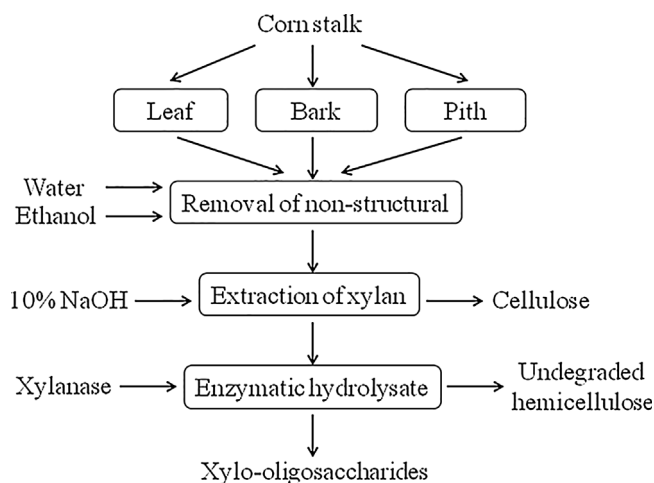 Corn stalk
Leaf
Bark
Pith
Water
Ethanol
Removal of non-structural
10% NaOH
Extraction of xylan
Cellulose
Xylanase
Enzymatic hydrolysate
Undegraded
hemicellulose
Xylo-oligosaccharides